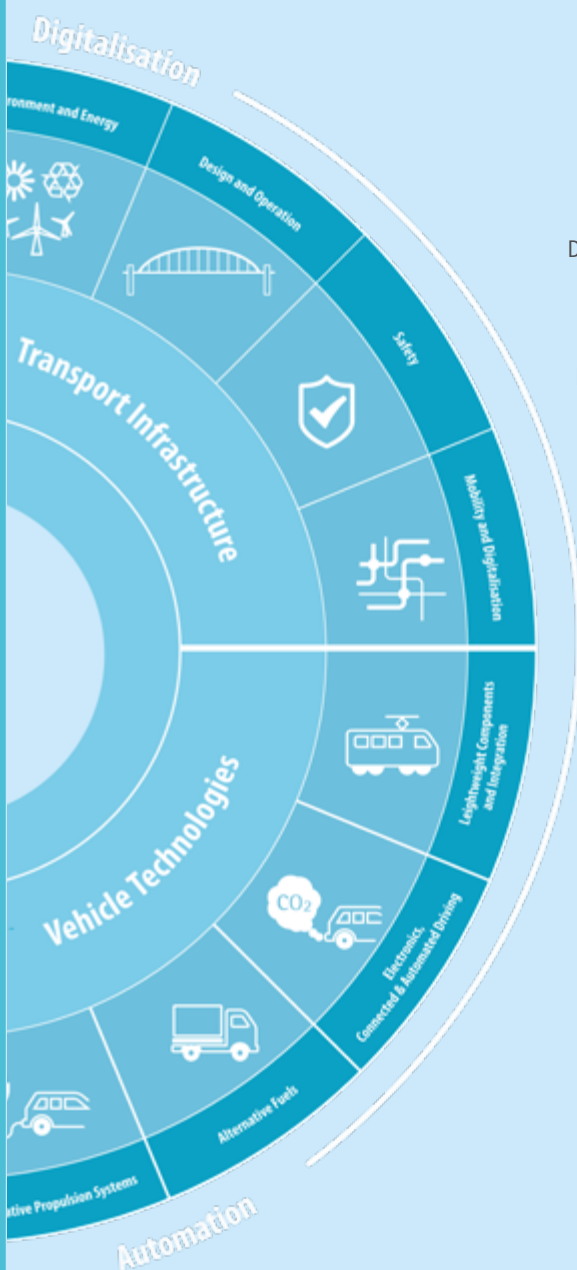 Digitalisation
ronment and Energy
Design and Operation
D
Safety
Transport Infrastructure
Mobility and Digitalisation
Leightweight Components
and Integration
Vehicle Technologies
CO2
Electronics,
Connected & Automated Driving
Alternative Fuels
ative Propulsion Systems
Automation